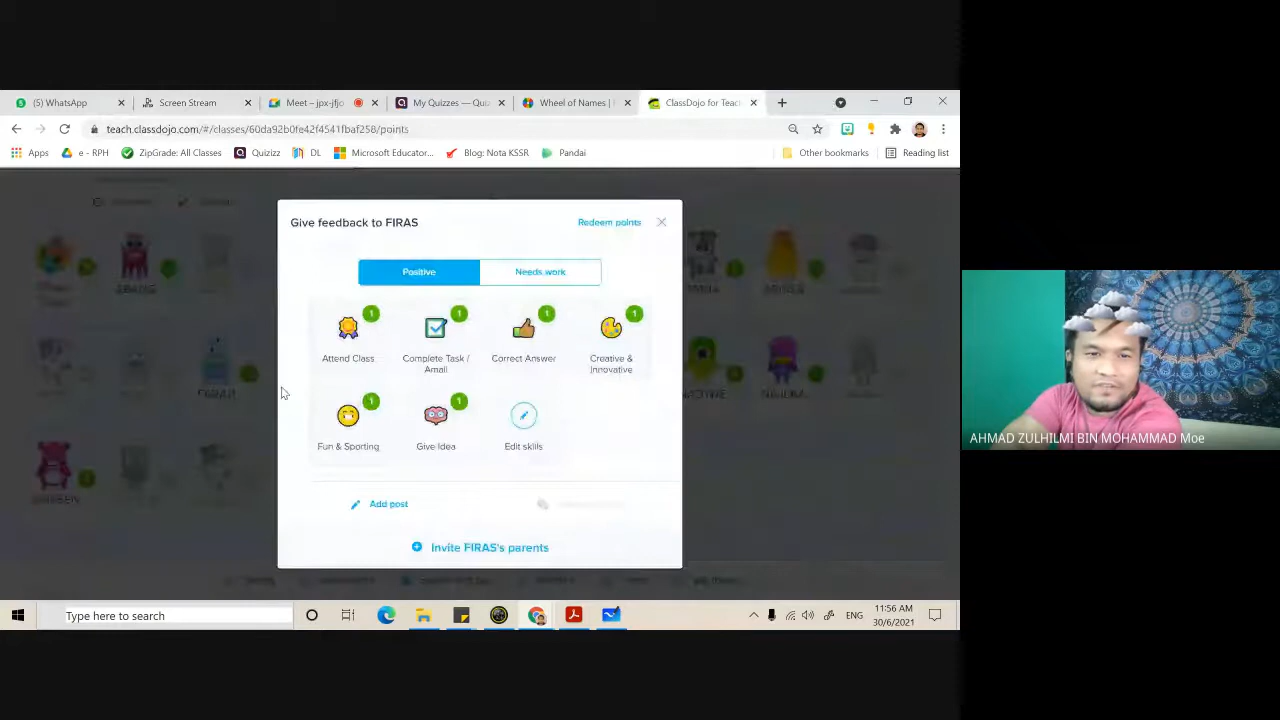 (5) WhatsApp
Screen Stream
Meet – jpx-jfjo
My Quizzes — Qui
Wheel of Names |
ClassDojo for Teac
teach.classdojo.com/#/classes/60da92b0fe42f4541fbaf258/points
Apps
e - RPH
ZipGrade: All Classes
Quizizz
DL
Microsoft Educator...
Blog: Nota KSSR
Pandai
Other bookmarks
Reading list
Give feedback to FIRAS
Redeem points
Positive
Needs work
1
1
1
1
Attend Class
Complete Task /
Amali
Correct Answer
Creative &
Innovative
1
1
Fun & Sporting
Give Idea
Edit skills
Add post
Invite FIRAS's parents
AHMAD ZULHILMI BIN MOHAMMAD Moe
Type here to search
ENG
11:56 AM
30/6/2021